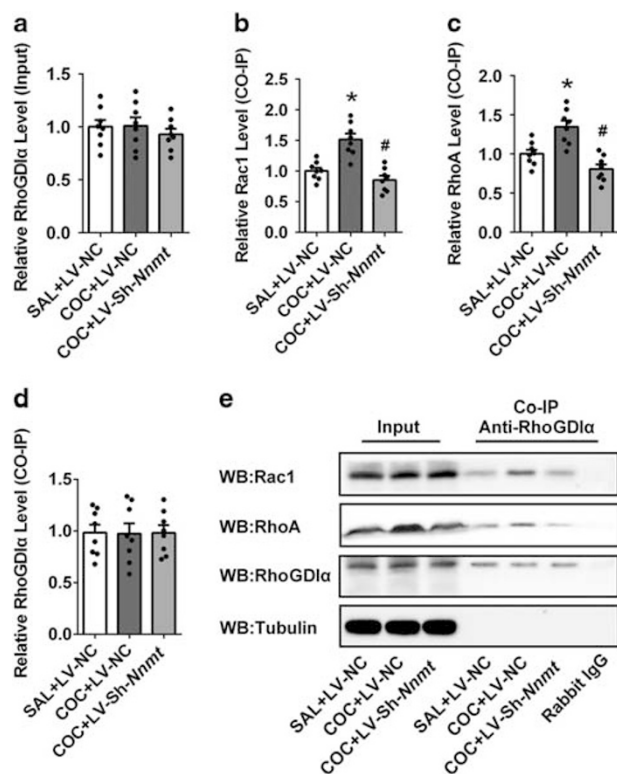 a
Relative RhoGDIα Level (Input)
1.5
1.0
0.5
0.0
SAL+LV-NC
COC+LV-NC
COC+LV-Sh-Nnmt
b
Relative Rac1 Level (CO-IP)
2.5
2.0
1.5
1.0
0.5
0.0
*
#
SAL+LV-NC
COC+LV-NC
COC+LV-Sh-Nnmt
c
Relative RhoA Level (CO-IP)
2.0
1.5
1.0
0.5
0.0
*
#
SAL+LV-NC
COC+LV-NC
COC+LV-Sh-Nnmt
d
Relative RhoGDIα Level (CO-IP)
1.5
1.0
0.5
0.0
SAL+LV-NC
COC+LV-NC
COC+LV-Sh-Nnmt
e
Input
Co-IP
Anti-RhoGDIα
WB:Rac1
WB:RhoA
WB:RhoGDIα
WB:Tubulin
SAL+LV-NC
COC+LV-NC
COC+LV-Sh-Nnmt
SAL+LV-NC
COC+LV-NC
COC+LV-Sh-Nnmt
Rabbit IgG